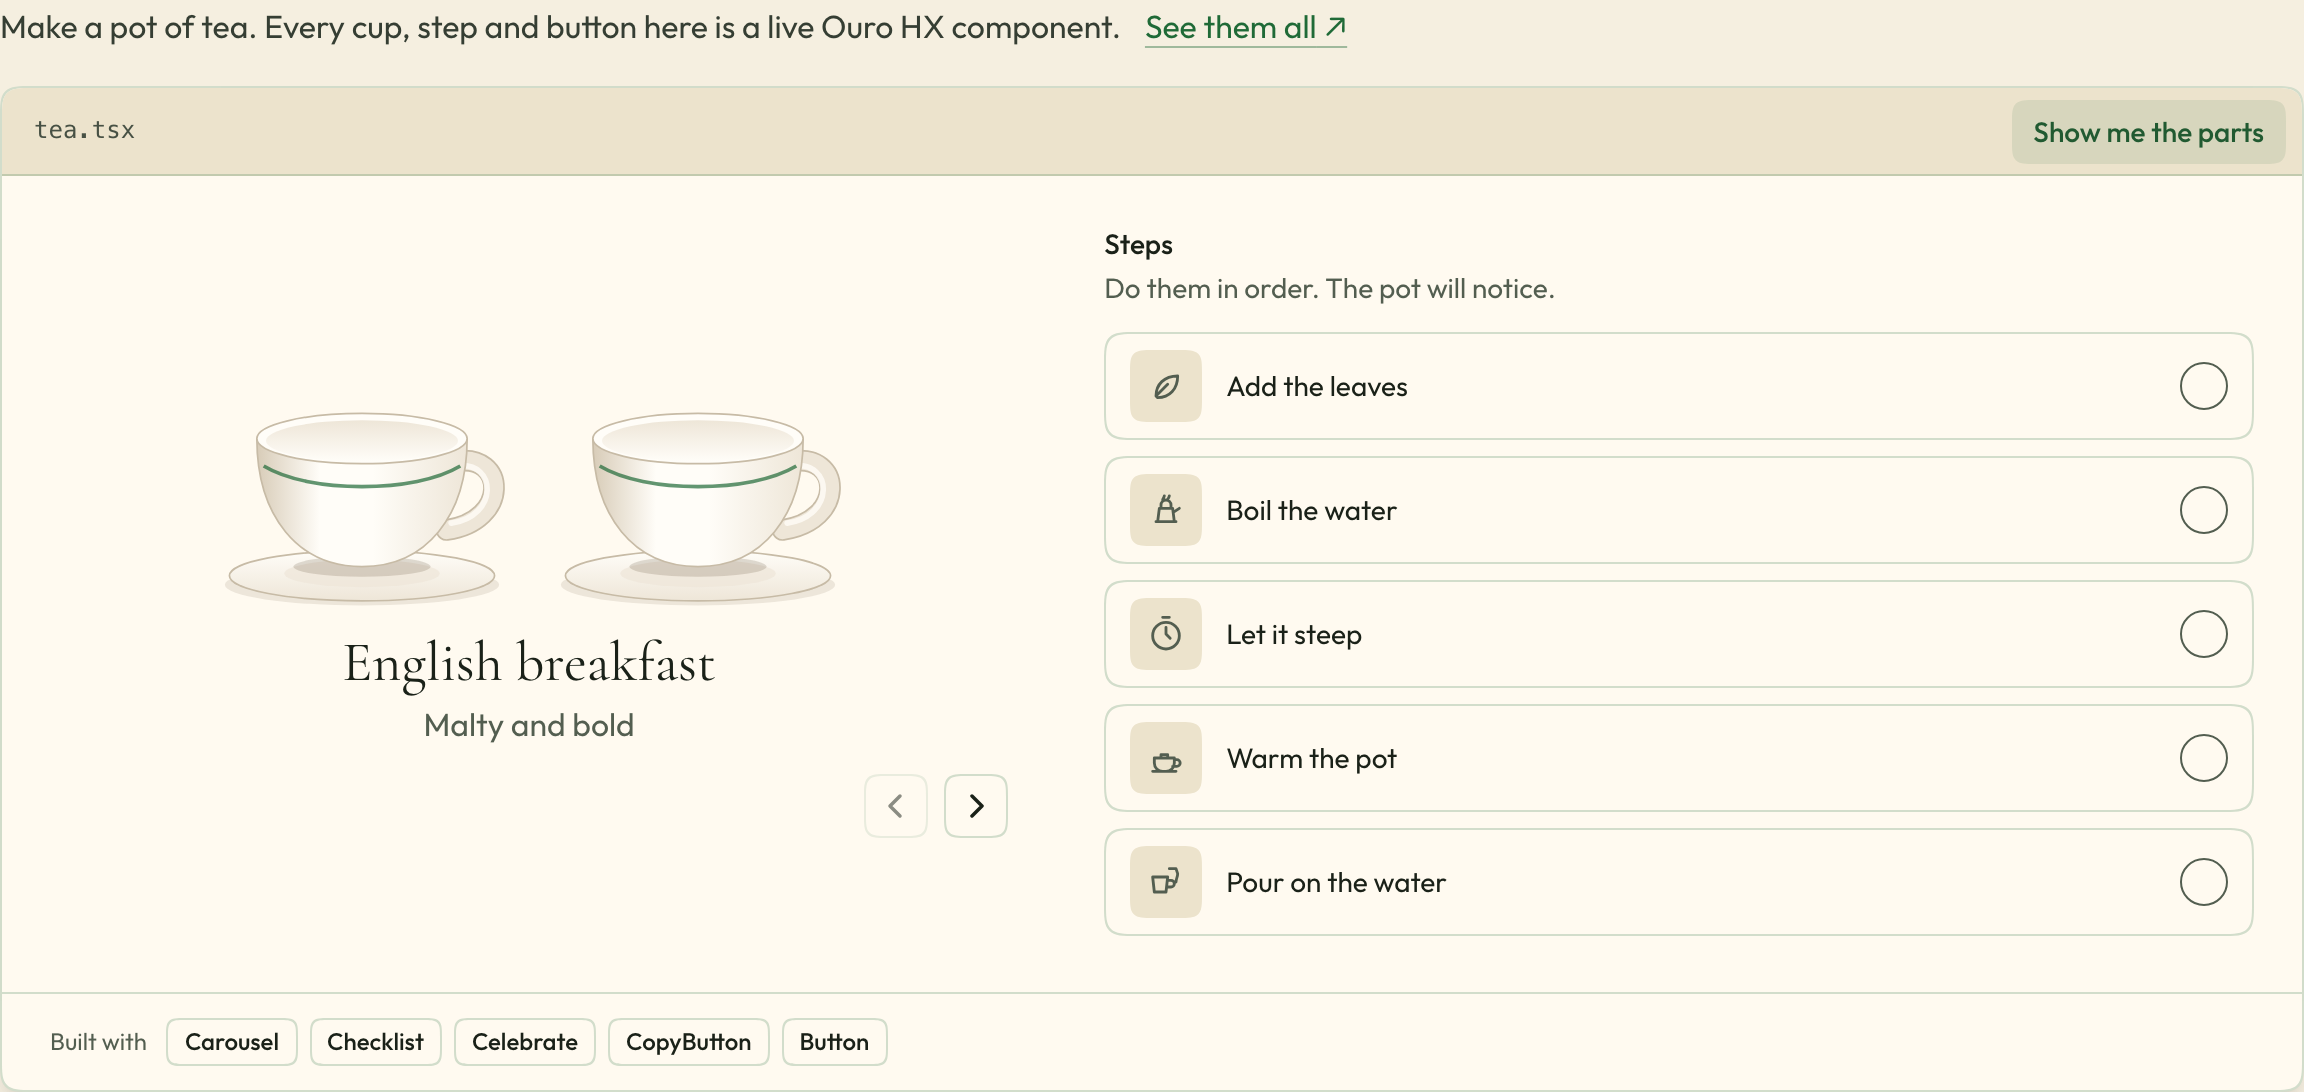 Make a pot of tea. Every cup, step and button here is a live Ouro HX component. See them all ↗
tea.tsx
Show me the parts
English breakfast
Malty and bold
Steps
Do them in order. The pot will notice.
Add the leaves
Boil the water
Let it steep
Warm the pot
Pour on the water
Built with Carousel Checklist Celebrate CopyButton Button